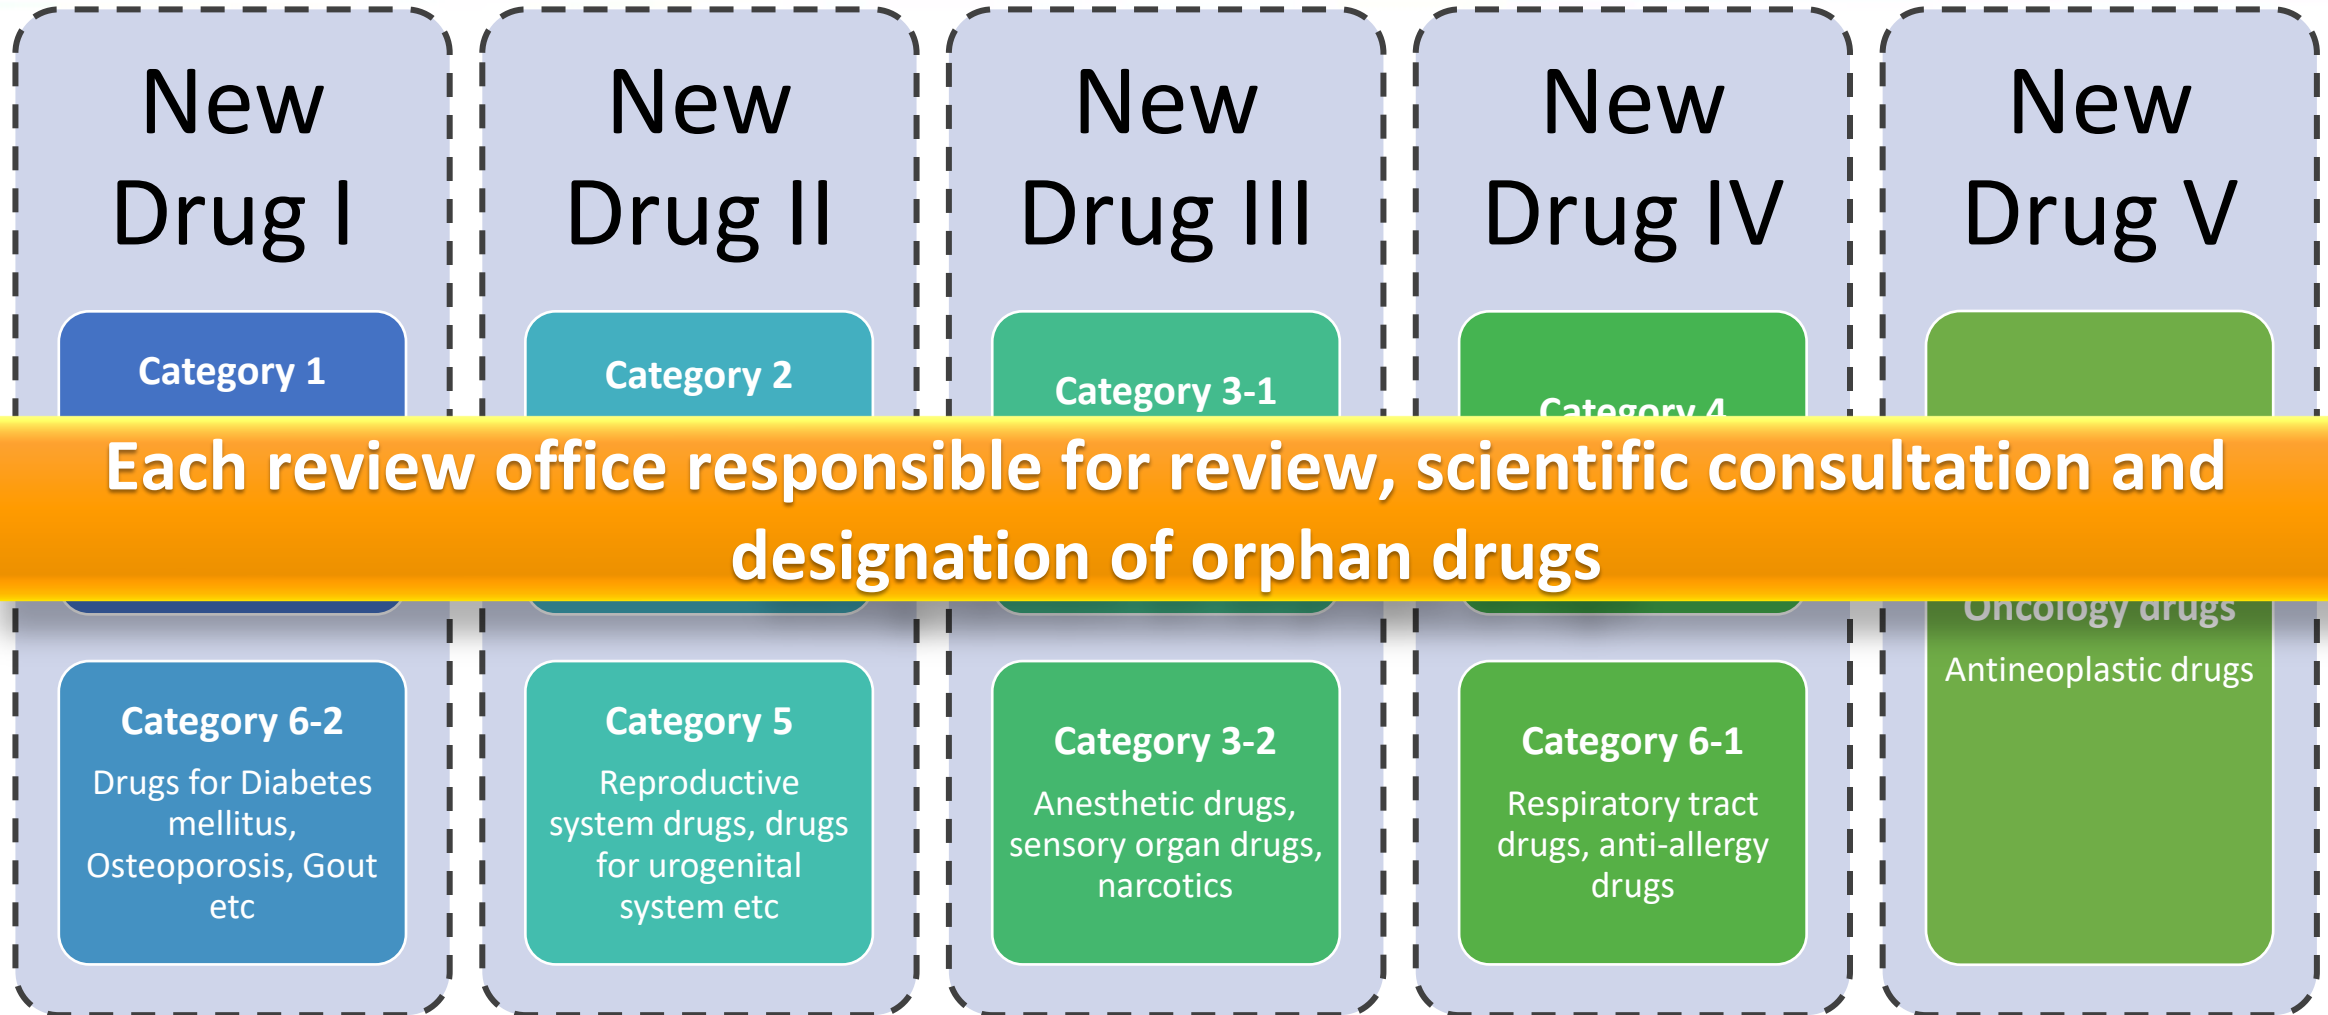 New
Drug I
New
Drug II
New
Drug III
New
Drug IV
New
Drug V
Category 1
Category 2
Category 3-1
Category 4
Each review office responsible for review, scientific consultation and
designation of orphan drugs
Category 6-2
Drugs for Diabetes
mellitus,
Osteoporosis, Gout
etc
Category 5
Reproductive
system drugs, drugs
for urogenital
system etc
Category 3-2
Anesthetic drugs,
sensory organ drugs,
narcotics
Category 6-1
Respiratory tract
drugs, anti-allergy
drugs
Oncology drugs
Antineoplastic drugs